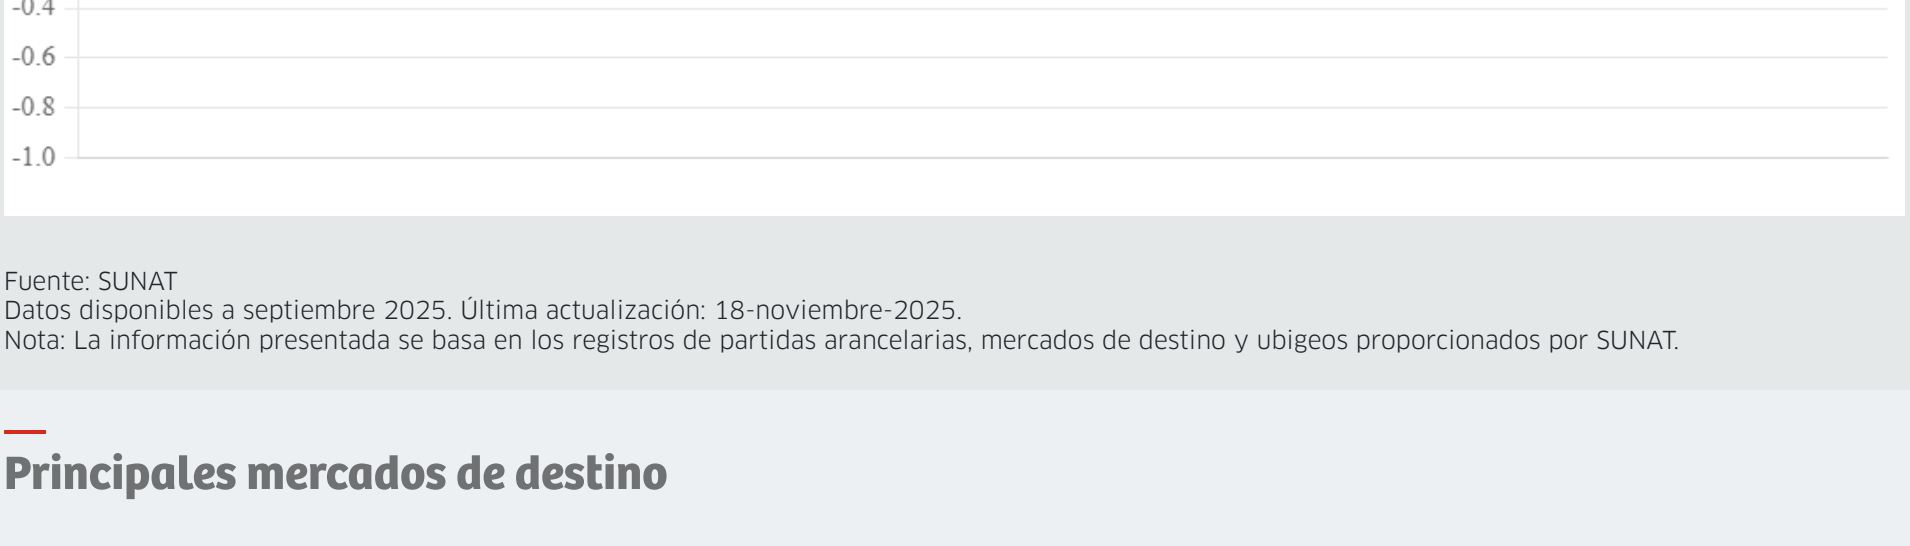 -0.4
-0.6
-0.8
-1.0
Fuente: SUNAT
Datos disponibles a septiembre 2025. Última actualización: 18-noviembre-2025.
Nota: La información presentada se basa en los registros de partidas arancelarias, mercados de destino y ubigeos proporcionados por SUNAT.
Principales mercados de destino